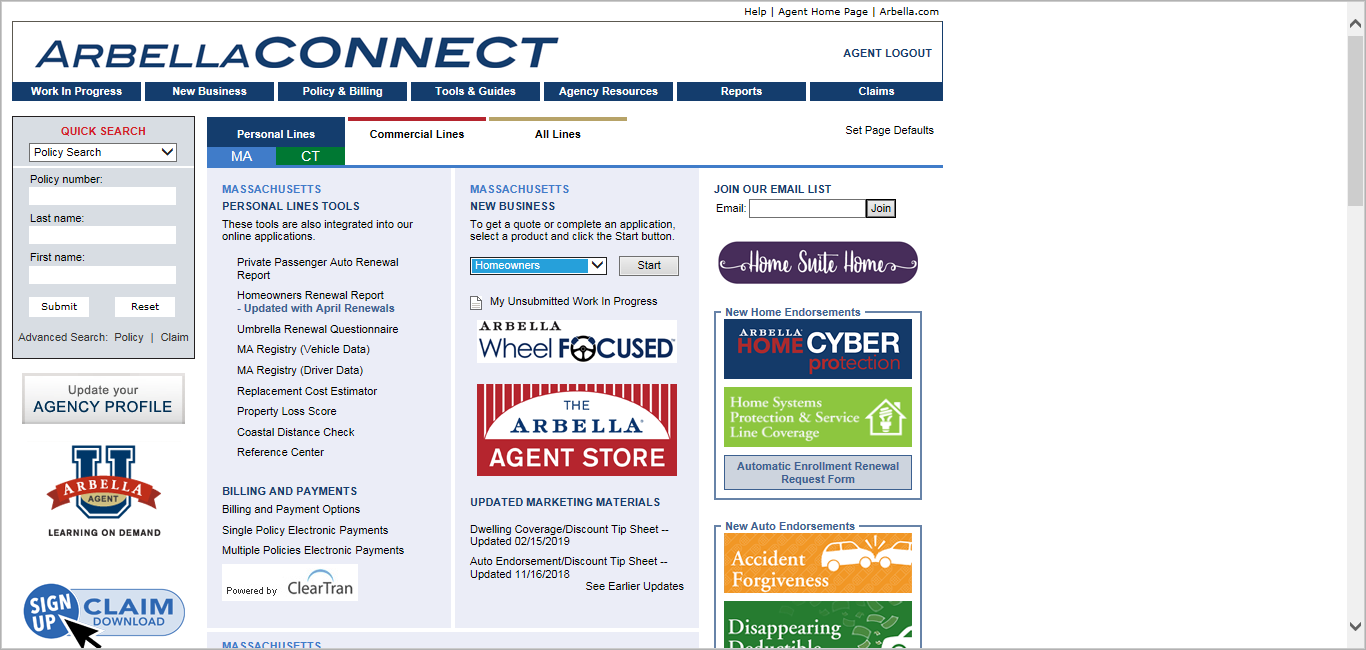 Help | Agent Home Page | Arbella.com
ARBELLACONNECT
AGENT LOGOUT
Work In Progress
New Business
Policy & Billing
Tools & Guides
Agency Resources
Reports
Claims
QUICK SEARCH
Policy Search
Policy number:
Last name:
First name:
Submit
Reset
Advanced Search: Policy | Claim
Update your
AGENCY PROFILE
U
ARBELLA
AGENT
LEARNING ON DEMAND
SIGN
UP
CLAIM
DOWNLOAD
Personal Lines
Commercial Lines
All Lines
Set Page Defaults
MA
CT
MASSACHUSETTS
PERSONAL LINES TOOLS
These tools are also integrated into our
online applications.
Private Passenger Auto Renewal
Report
Homeowners Renewal Report
- Updated with April Renewals
Umbrella Renewal Questionnaire
MA Registry (Vehicle Data)
MA Registry (Driver Data)
Replacement Cost Estimator
Property Loss Score
Coastal Distance Check
Reference Center
BILLING AND PAYMENTS
Billing and Payment Options
Single Policy Electronic Payments
Multiple Policies Electronic Payments
Powered by ClearTran
MASSACHUSETTS
MASSACHUSETTS
NEW BUSINESS
To get a quote or complete an application,
select a product and click the Start button.
Homeowners
Start
My Unsubmitted Work In Progress
ARBELLA
Wheel FOCUSED
THE
ARBELLA
AGENT STORE
UPDATED MARKETING MATERIALS
Dwelling Coverage/Discount Tip Sheet --
Updated 02/15/2019
Auto Endorsement/Discount Tip Sheet --
Updated 11/16/2018
See Earlier Updates
JOIN OUR EMAIL LIST
Email:
Join
Home Suite Home
New Home Endorsements
ARBELLA
HOME CYBER
protection
Home Systems
Protection & Service
Line Coverage
Automatic Enrollment Renewal
Request Form
New Auto Endorsements
Accident
Forgiveness
Disappearing
Deductible